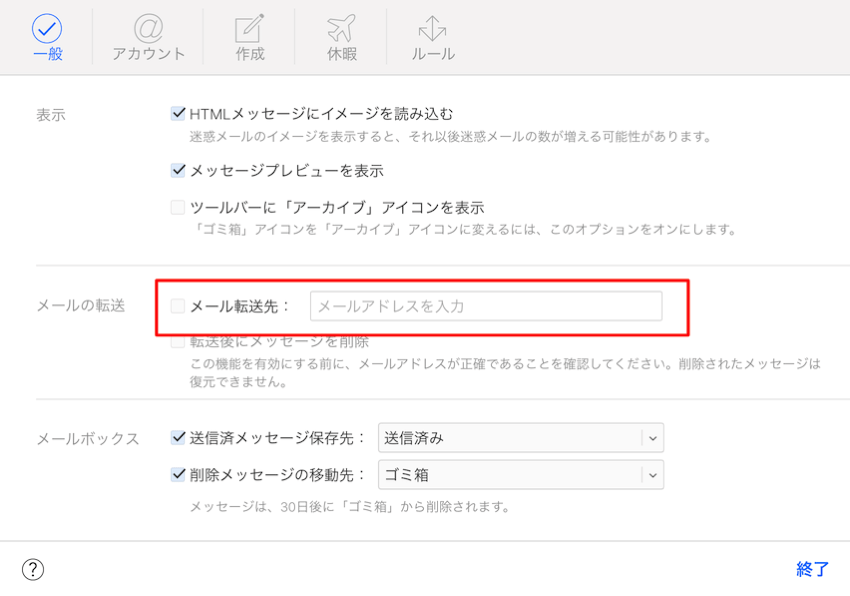 一般
アカウント
作成
休暇
ルール
表示
HTMLメッセージにイメージを読み込む
迷惑メールのイメージを表示すると、それ以後迷惑メールの数が増える可能性があります。
メッセージプレビューを表示
ツールバーに「アーカイブ」アイコンを表示
「ゴミ箱」アイコンを「アーカイブ」アイコンに変えるには、このオプションをオンにします。
メールの転送
メール転送先：
メールアドレスを入力
転送後にメッセージを削除
この機能を有効にする前に、メールアドレスが正確であることを確認してください。削除されたメッセージは
復元できません。
メールボックス
送信済メッセージ保存先：
送信済み
削除メッセージの移動先：
ゴミ箱
メッセージは、30日後に「ゴミ箱」から削除されます。
?
終了